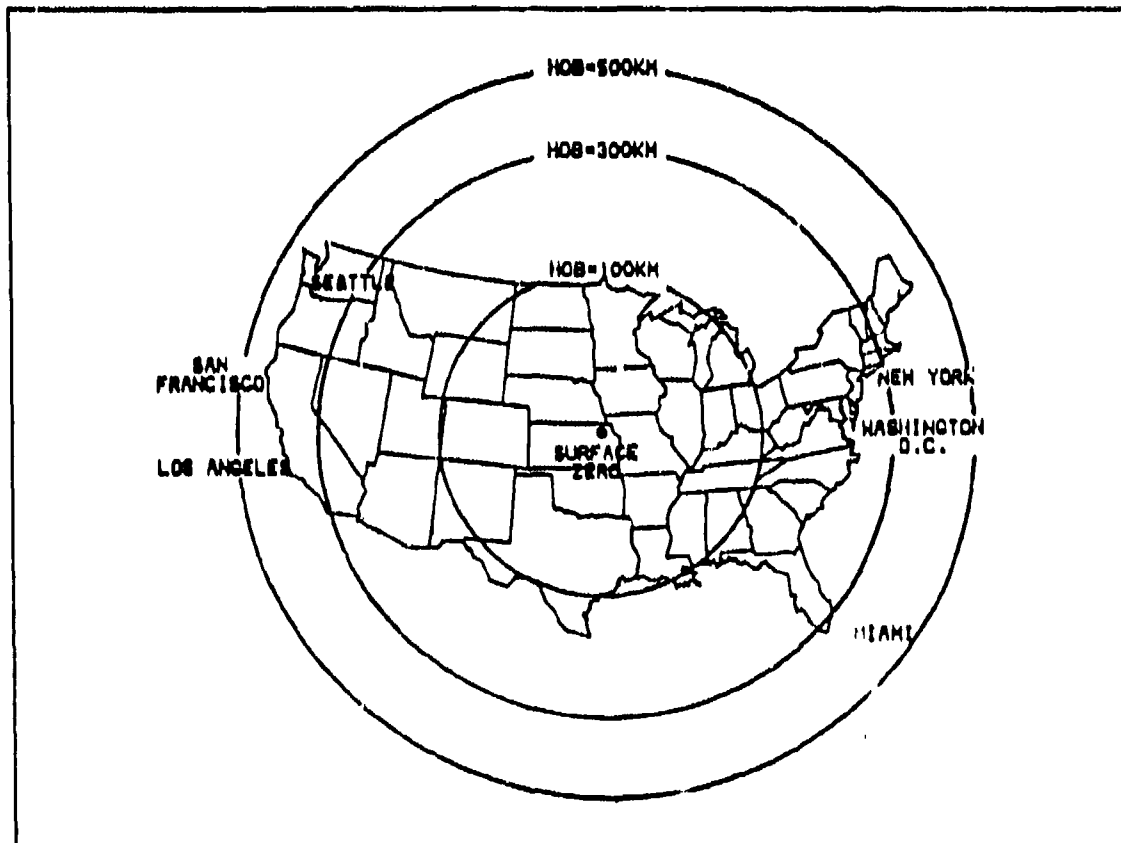 HOB=500KM
HOB=300KM
HOB=100KM
SEATTLE
SAN
FRANCISCO
NEW YORK
WASHINGTON
D.C.
SURFACE
ZERO
LOS ANGELES
MIAMI